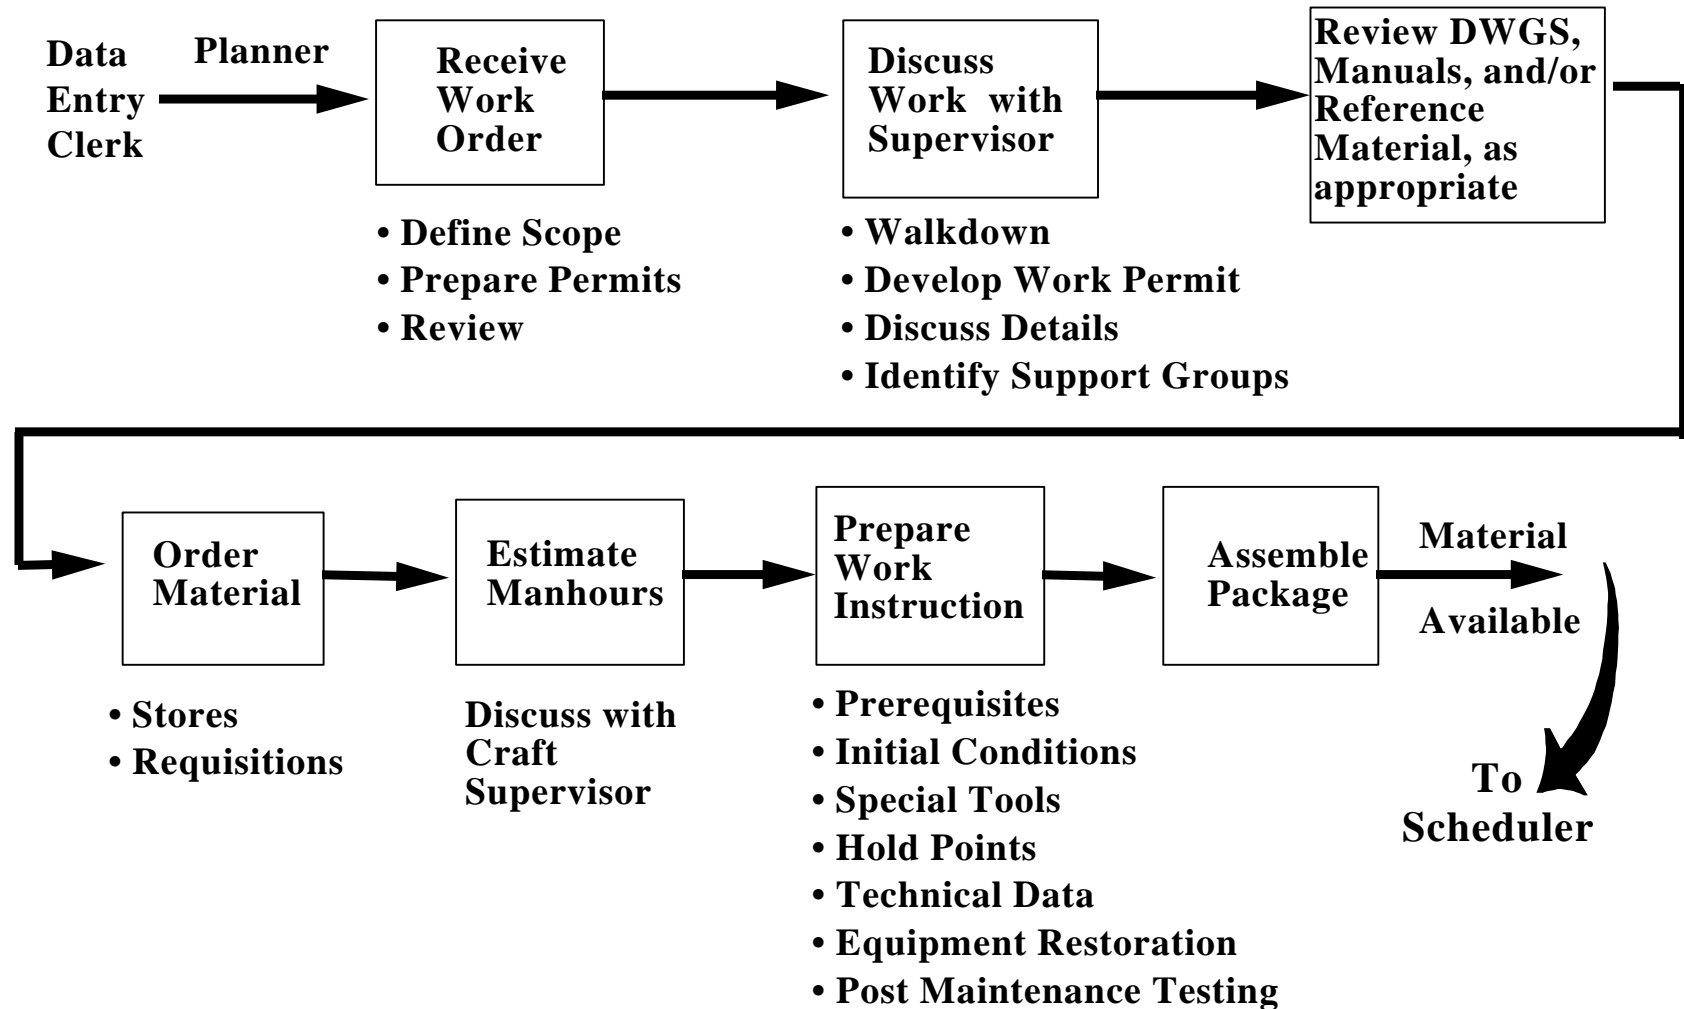 Data
Entry
Clerk
Planner
Receive
Work
Order
• Define Scope
• Prepare Permits
• Review
Discuss
Work with
Supervisor
• Walkdown
• Develop Work Permit
• Discuss Details
• Identify Support Groups
Review DWGS,
Manuals, and/or
Reference
Material, as
appropriate
Order
Material
• Stores
• Requisitions
Estimate
Manhours
Discuss with
Craft
Supervisor
Prepare
Work
Instruction
• Prerequisites
• Initial Conditions
• Special Tools
• Hold Points
• Technical Data
• Equipment Restoration
• Post Maintenance Testing
Assemble
Package
Material
Available
To
Scheduler